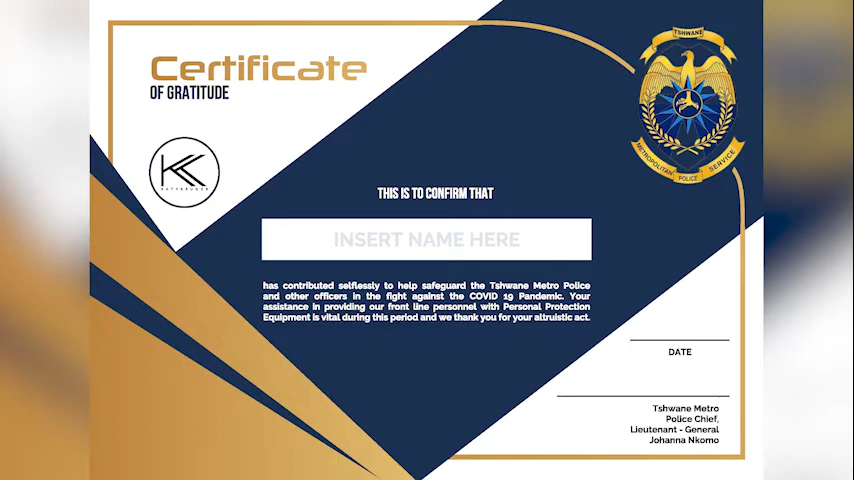 Certificate
OF GRATITUDE
TSHWANE
METROPOLITAN POLICE SERVICE
THIS IS TO CONFIRM THAT
INSERT NAME HERE
has contributed selflessly to help safeguard the Tshwane Metro Police
and other officers in the fight against the COVID 19 Pandemic. Your
assistance in providing our front line personnel with Personal Protection
Equipment is vital during this period and we thank you for your altruistic act.
DATE
Tshwane Metro
Police Chief,
Lieutenant - General
Johanna Nkomo